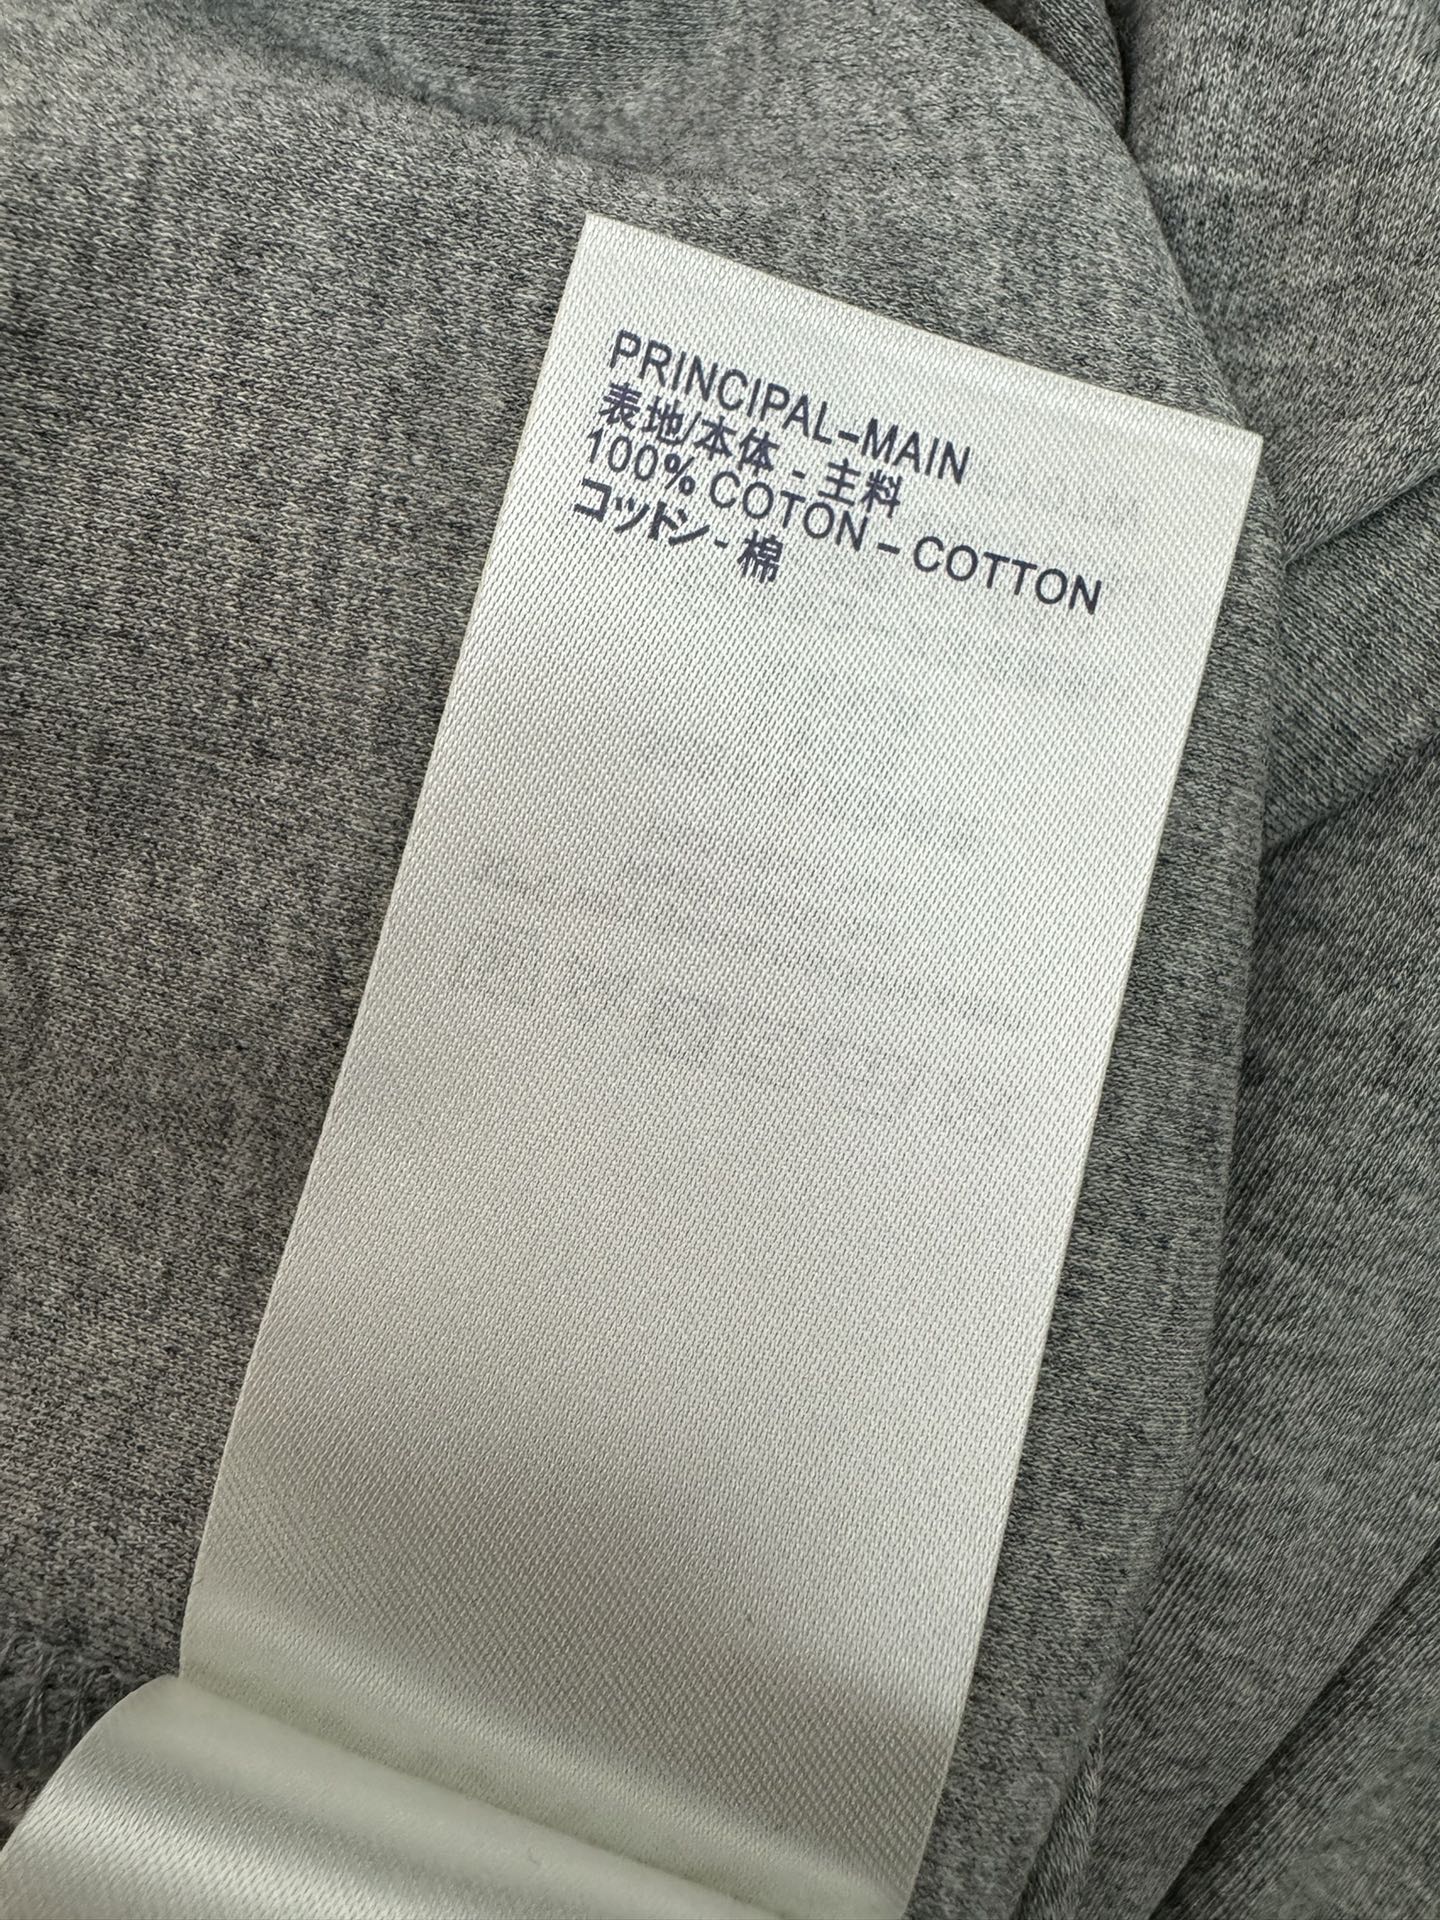 PRINCIPAL-MAIN
表地/本体 - 主料
100% COTON - COTTON
コットン - 棉